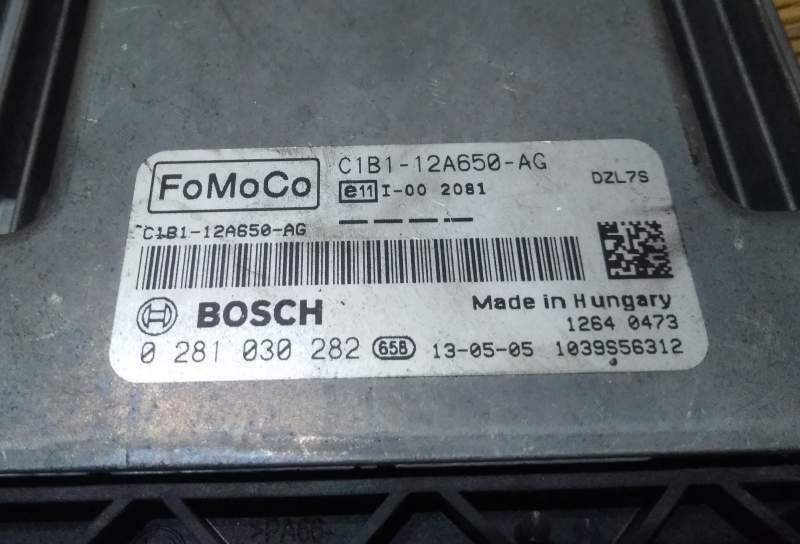 FoMoCo
C1B1-12A650-AG
e11 I-00 2081
DZL7S
C1B1-12A650-AG
BOSCH
Made in Hungary
1264 0473
0 281 030 282 65B 13-05-05 1039S56312
>PA66-